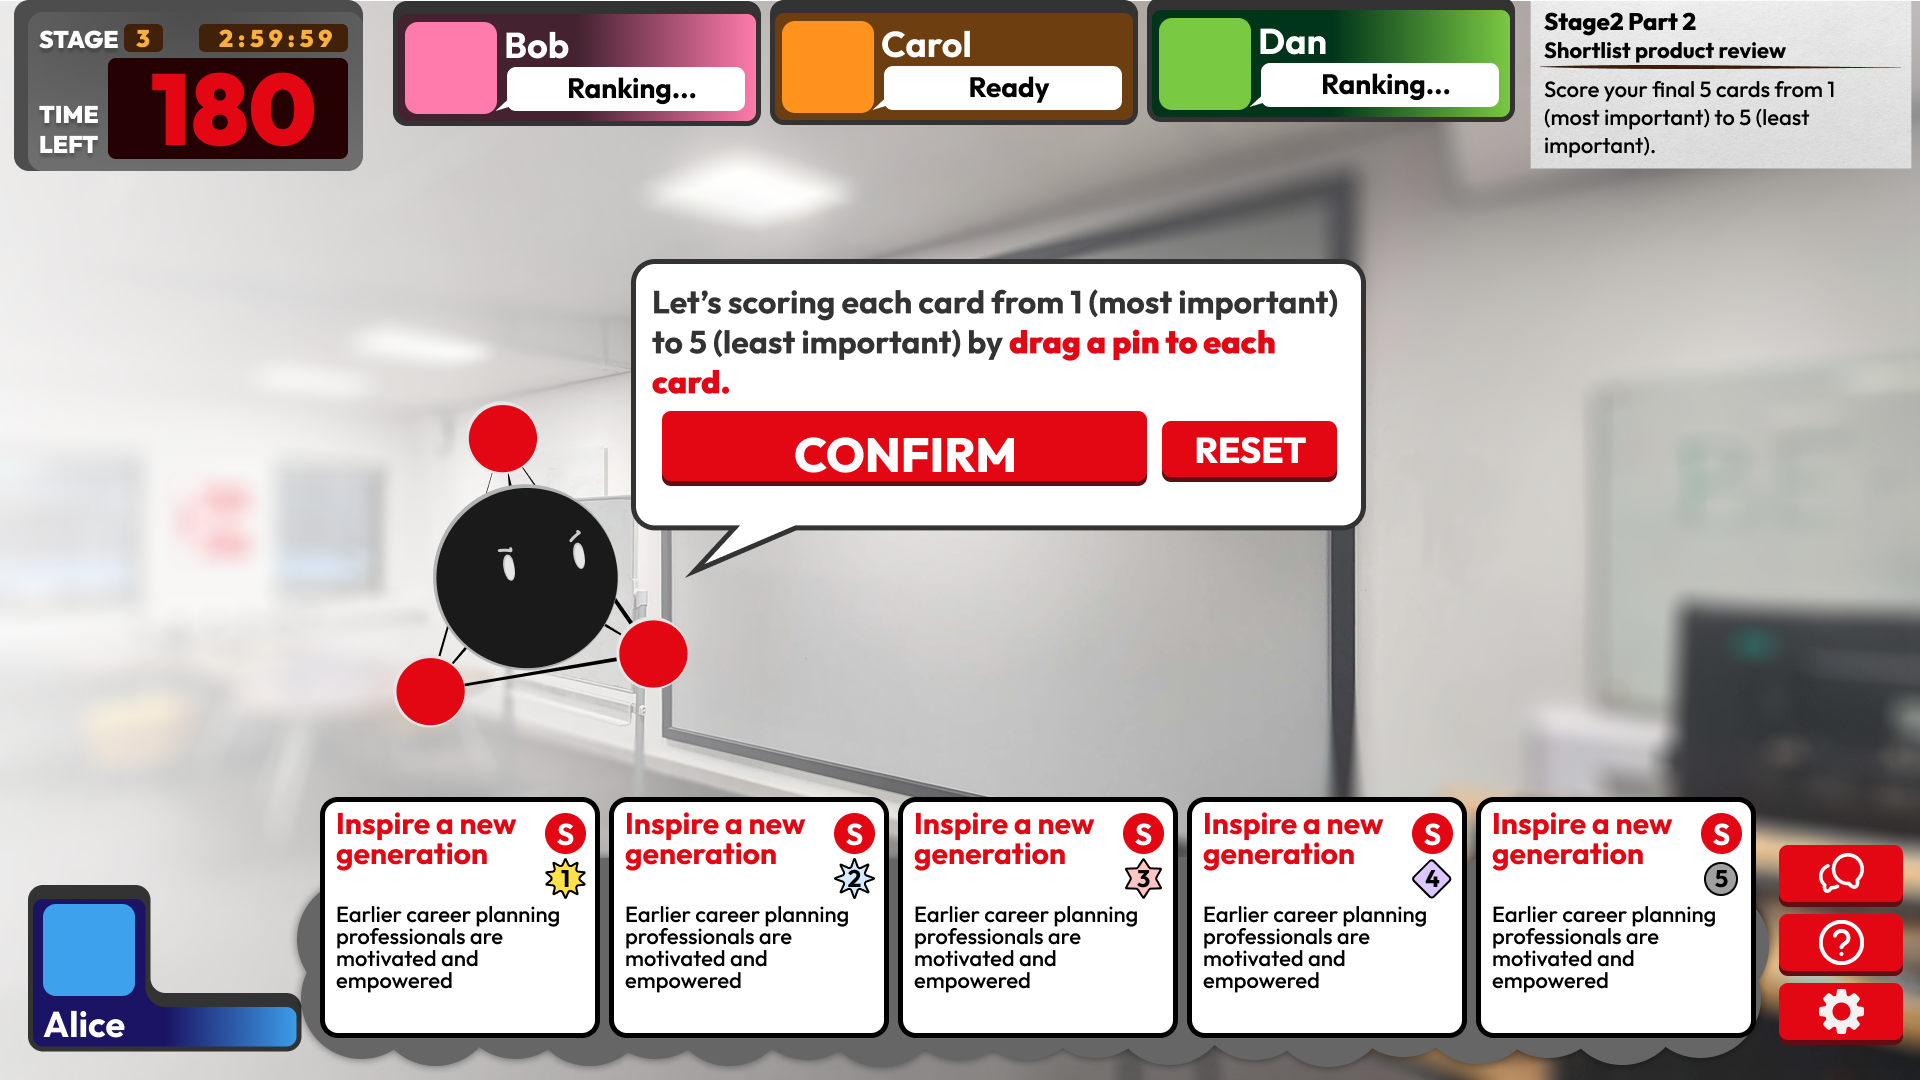 STAGE 3 2:59:59
TIME LEFT
180
Bob
Ranking...
Carol
Ready
Dan
Ranking...
Stage2 Part 2
Shortlist product review
Score your final 5 cards from 1
(most important) to 5 (least
important).
Let's scoring each card from 1 (most important)
to 5 (least important) by drag a pin to each
card.
CONFIRM
RESET
Inspire a new
generation
S
1
Earlier career planning
professionals are
motivated and
empowered
Inspire a new
generation
S
2
Earlier career planning
professionals are
motivated and
empowered
Inspire a new
generation
S
3
Earlier career planning
professionals are
motivated and
empowered
Inspire a new
generation
S
4
Earlier career planning
professionals are
motivated and
empowered
Inspire a new
generation
S
5
Earlier career planning
professionals are
motivated and
empowered
Alice
?